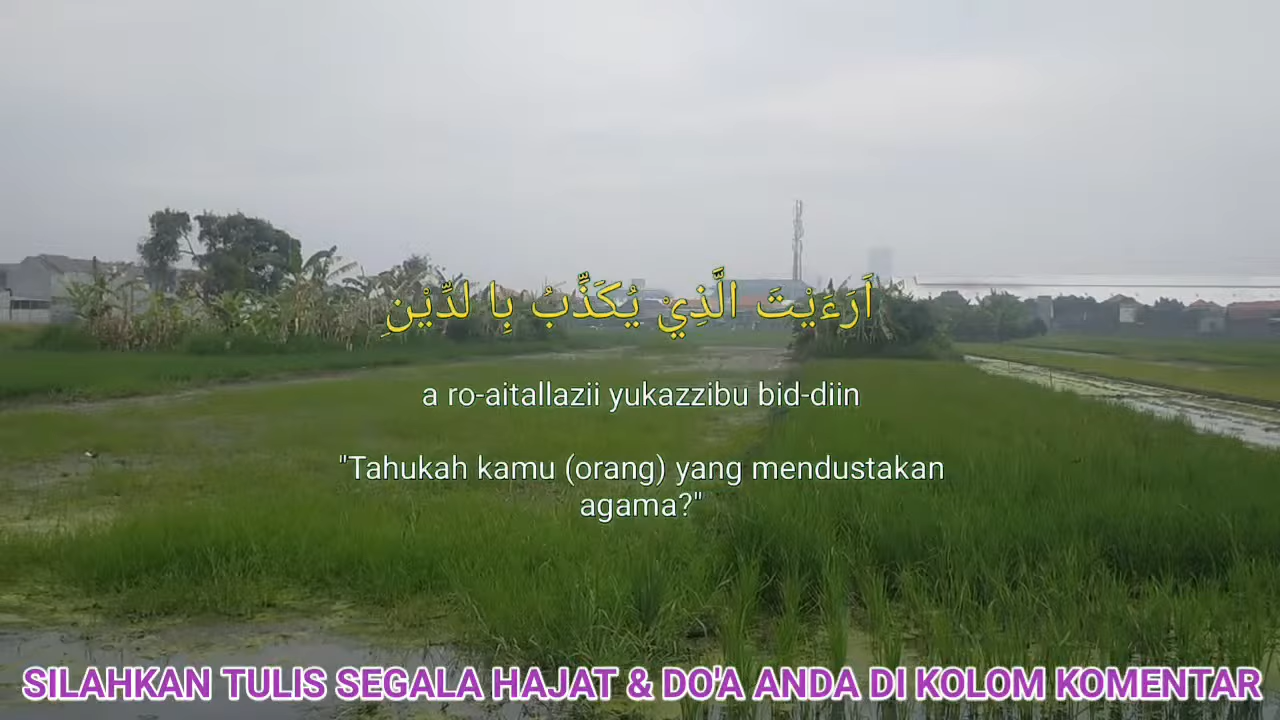 اَرَءَيْتَ الَّذِيْ يُكَذِّبُ بِا لدِّيْنِ
a ro-aitallazii yukazzibu bid-diin
"Tahukah kamu (orang) yang mendustakan
agama?"
SILAHKAN TULIS SEGALA HAJAT & DO'A ANDA DI KOLOM KOMENTAR